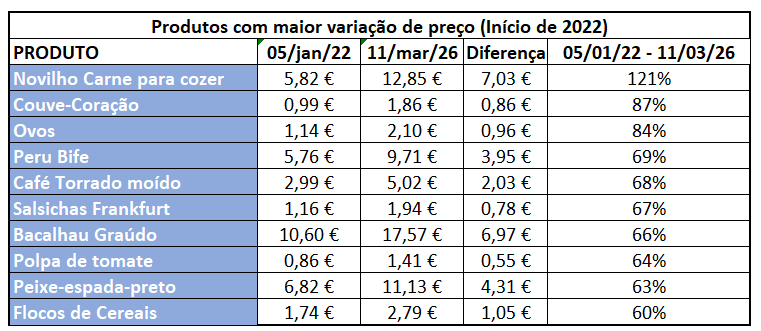 Produtos com maior variação de preço (Início de 2022)
PRODUTO 05/jan/22 11/mar/26 Diferença 05/01/22 - 11/03/26
Novilho Carne para cozer 5,82 € 12,85 € 7,03 € 121%
Couve-Coração 0,99 € 1,86 € 0,86 € 87%
Ovos 1,14 € 2,10 € 0,96 € 84%
Peru Bife 5,76 € 9,71 € 3,95 € 69%
Café Torrado moído 2,99 € 5,02 € 2,03 € 68%
Salsichas Frankfurt 1,16 € 1,94 € 0,78 € 67%
Bacalhau Graúdo 10,60 € 17,57 € 6,97 € 66%
Polpa de tomate 0,86 € 1,41 € 0,55 € 64%
Peixe-espada-preto 6,82 € 11,13 € 4,31 € 63%
Flocos de Cereais 1,74 € 2,79 € 1,05 € 60%